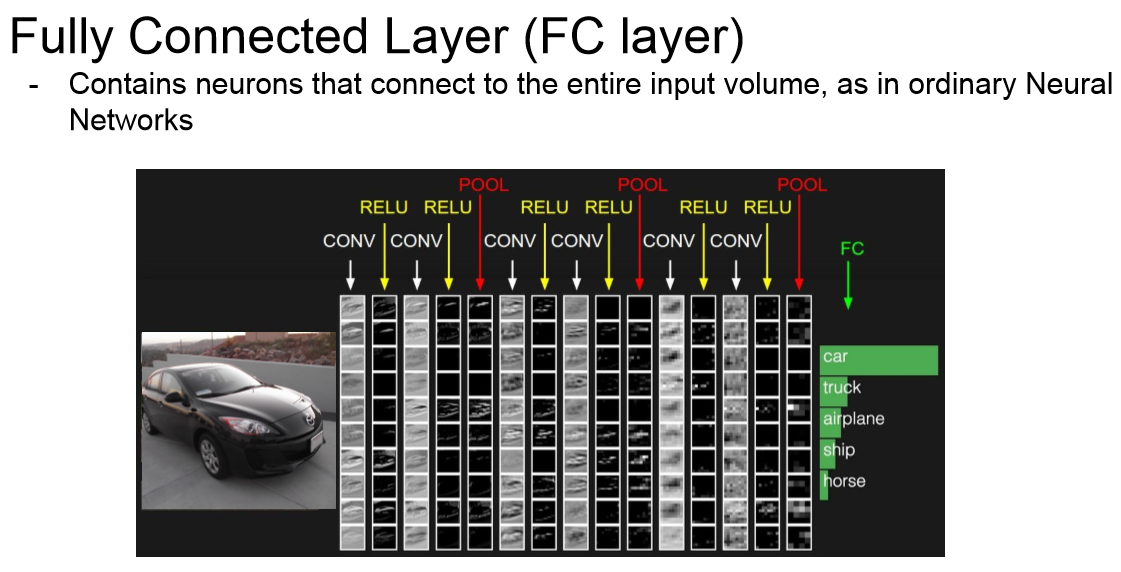 Fully Connected Layer (FC layer)
- Contains neurons that connect to the entire input volume, as in ordinary Neural
Networks
POOL POOL POOL
RELU RELU RELU RELU RELU RELU
CONV CONV CONV CONV CONV CONV
FC
car
truck
airplane
ship
horse